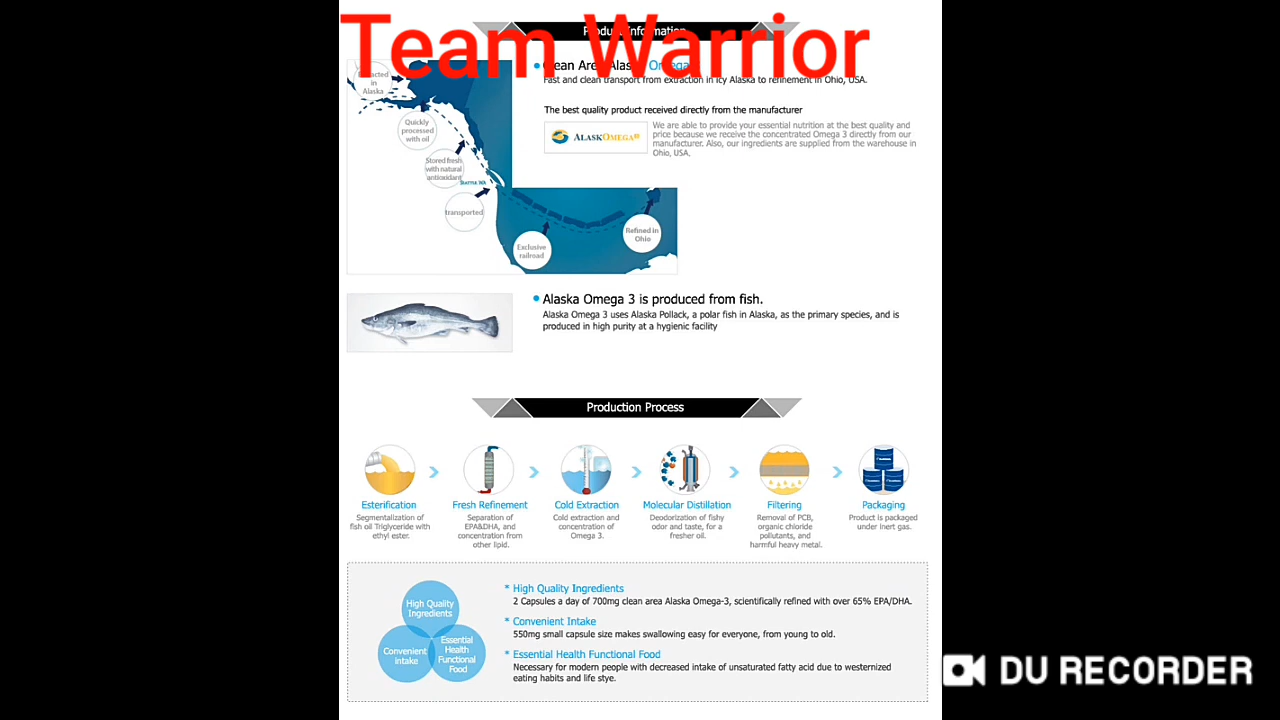 Team Warrior
Product Information
Clean Area Alaska Omega
Fast and clean transport from extraction in icy Alaska to refinement in Ohio, USA.
The best quality product received directly from the manufacturer
ALASKOMEGA
We are able to provide your essential nutrition at the best quality and
price because we receive the concentrated Omega 3 directly from our
manufacturer. Also, our ingredients are supplied from the warehouse in
Ohio, USA.
in
Alaska
Quickly
processed
with oil
Stored fresh
with natural
antioxidant
SEATTLE, WA
transported
Exclusive
railroad
Refined in
Ohio
Alaska Omega 3 is produced from fish.
Alaska Omega 3 uses Alaska Pollack, a polar fish in Alaska, as the primary species, and is
produced in high purity at a hygienic facility
Production Process
Esterification
Segmentalization of
fish oil Triglyceride with
ethyl ester.
Fresh Refinement
Separation of
EPA&DHA, and
concentration from
other lipid.
Cold Extraction
Cold extraction and
concentration of
Omega 3.
Molecular Distillation
Deodorization of fishy
odor and taste, for a
fresher oil.
Filtering
Removal of PCB,
organic chloride
pollutants, and
harmful heavy metal.
Packaging
Product is packaged
under inert gas.
High Quality
Ingredients
Convenient
intake
Essential
Health
Functional
Food
* High Quality Ingredients
2 Capsules a day of 700mg clean area Alaska Omega-3, scientifically refined with over 65% EPA/DHA.
* Convenient Intake
550mg small capsule size makes swallowing easy for everyone, from young to old.
* Essential Health Functional Food
Necessary for modern people with decreased intake of unsaturated fatty acid due to westernized
eating habits and life stye.
DU RECORDER